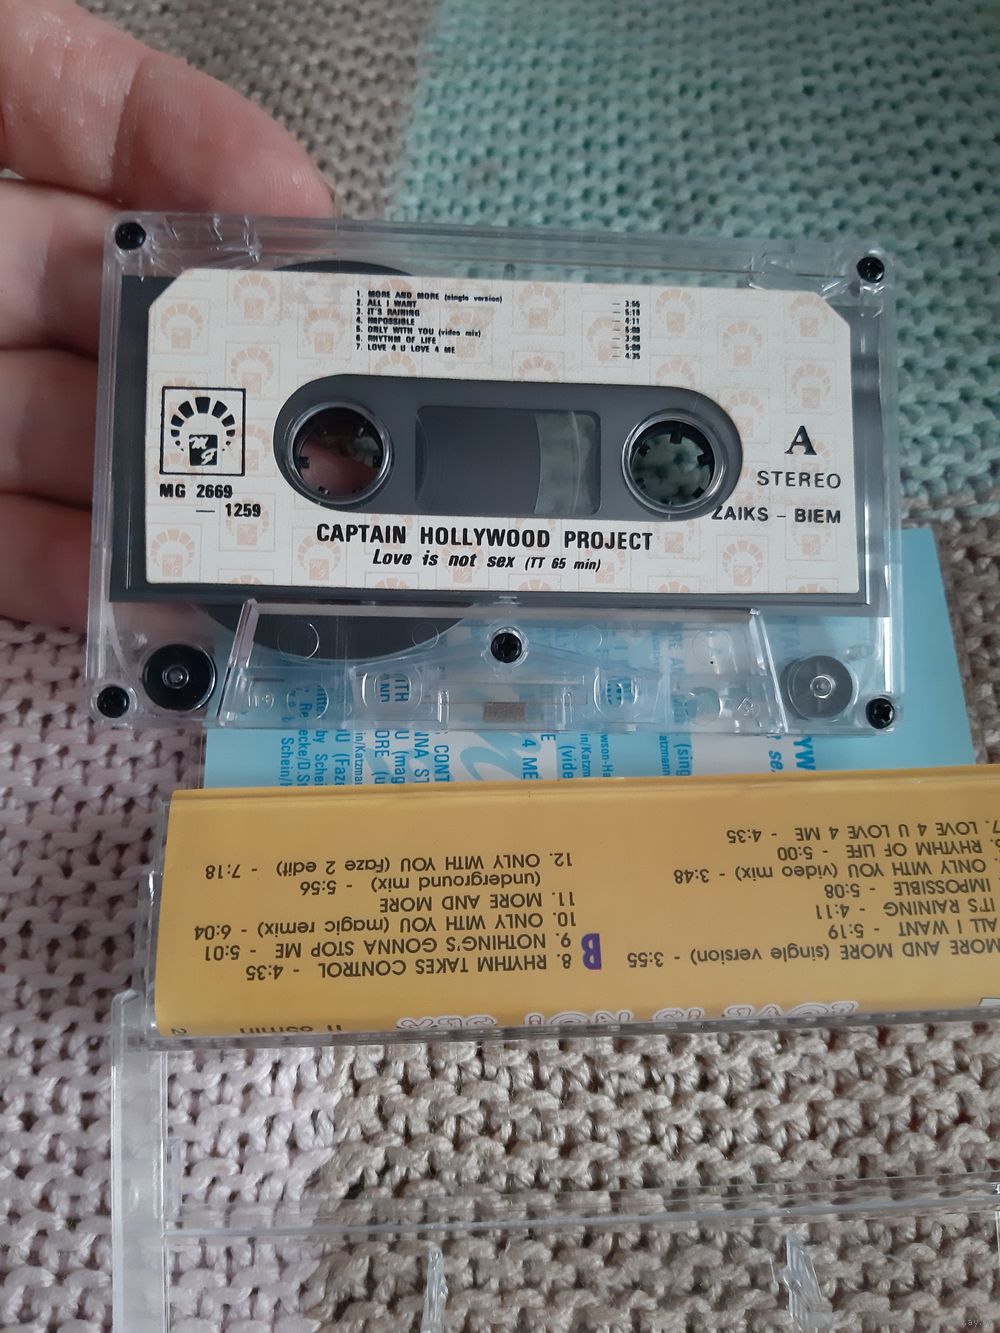 1. MORE AND MORE (single version) — 3:56
2. ALL I WANT — 5:19
3. IT'S RAINING — 4:11
4. IMPOSSIBLE — 5:08
5. ONLY WITH YOU (video mix) — 3:48
6. RHYTHM OF LIFE — 5:00
7. LOVE 4 U LOVE 4 ME — 4:35
MG
MG 2669
— 1259
A
STEREO
ZAIKS - BIEM
CAPTAIN HOLLYWOOD PROJECT
Love is not sex (TT 65 min)
LOVE IS NOT SEX
MORE AND MORE (single version) - 3:55
ALL I WANT - 5:19
IT'S RAINING - 4:11
IMPOSSIBLE - 5:08
ONLY WITH YOU (video mix) - 3:48
RHYTHM OF LIFE - 5:00
7. LOVE 4 U LOVE 4 ME - 4:35
B
8. RHYTHM TAKES CONTROL - 4:35
9. NOTHING'S GONNA STOP ME - 5:01
10. ONLY WITH YOU (magic remix) - 6:04
11. MORE AND MORE
(underground mix) - 5:56
12. ONLY WITH YOU (Faze 2 edit) - 7:18